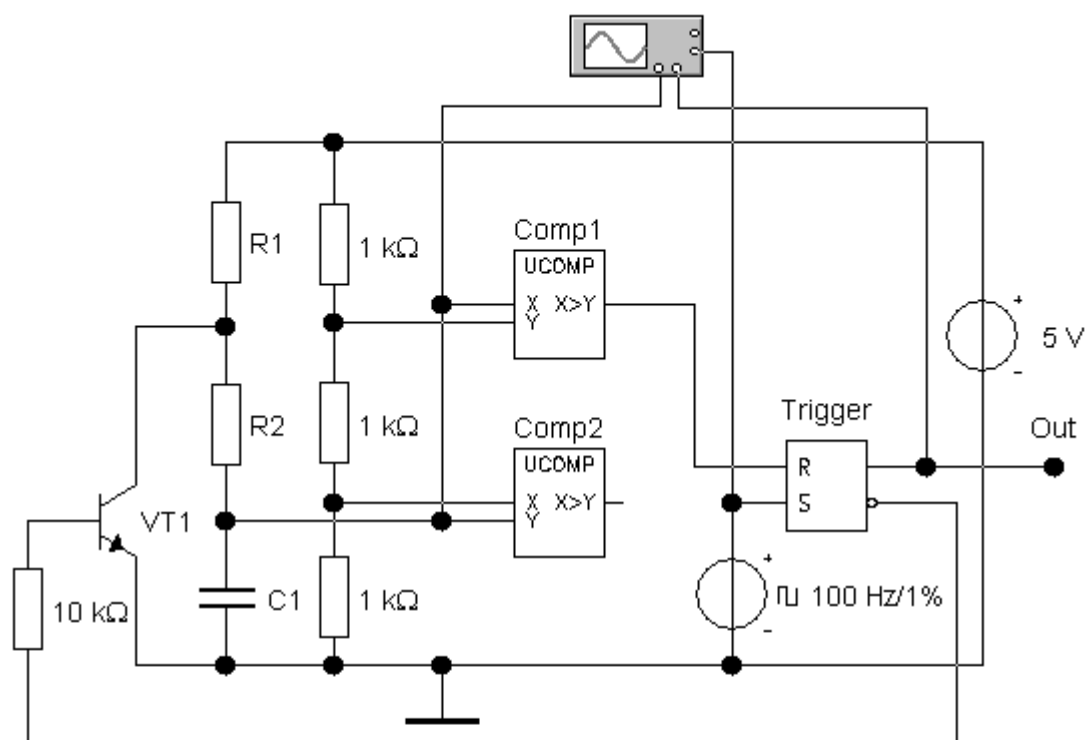 R1
1 kΩ
Comp1
UCOMP
X X>Y
Y
+
5 V
-
R2
1 kΩ
Comp2
UCOMP
X X>Y
Y
Trigger
R
S
Out
VT1
10 kΩ
C1
1 kΩ
+
100 Hz/1%
-